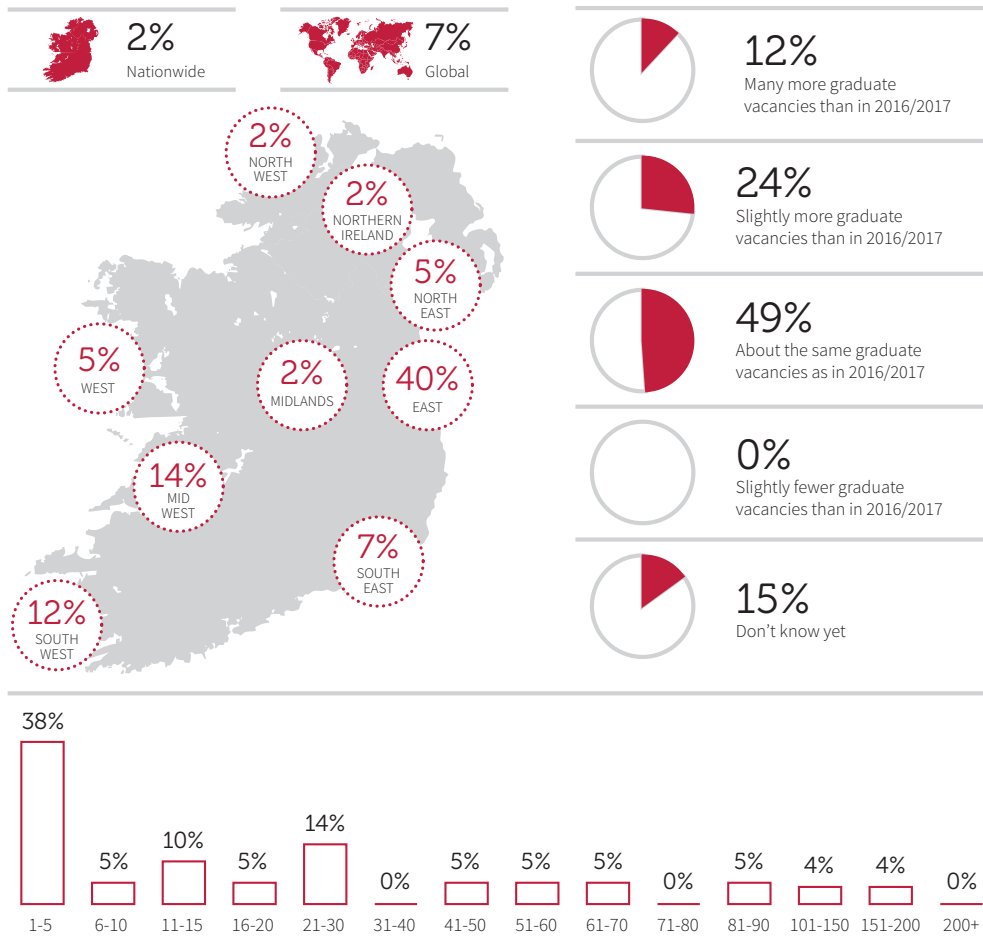 2%
Nationwide
7%
Global
2%
NORTH
WEST
2%
NORTHERN
IRELAND
5%
NORTH
EAST
5%
WEST
2%
MIDLANDS
40%
EAST
14%
MID
WEST
7%
SOUTH
EAST
12%
SOUTH
WEST
12%
Many more graduate
vacancies than in 2016/2017
24%
Slightly more graduate
vacancies than in 2016/2017
49%
About the same graduate
vacancies as in 2016/2017
0%
Slightly fewer graduate
vacancies than in 2016/2017
15%
Don’t know yet
38%
5%
10%
5%
14%
0%
5%
5%
5%
0%
5%
4%
4%
0%
1-5
6-10
11-15
16-20
21-30
31-40
41-50
51-60
61-70
71-80
81-90
101-150
151-200
200+